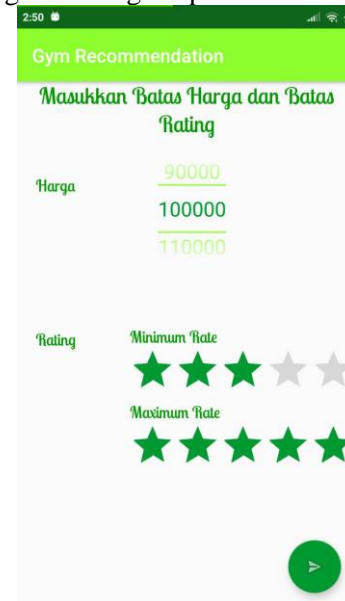 2:50
Gym Recommendation
Masukkan Batas Harga dan Batas
Rating
90000
Harga
100000
110000
Rating
Minimum Rate
Maximum Rate